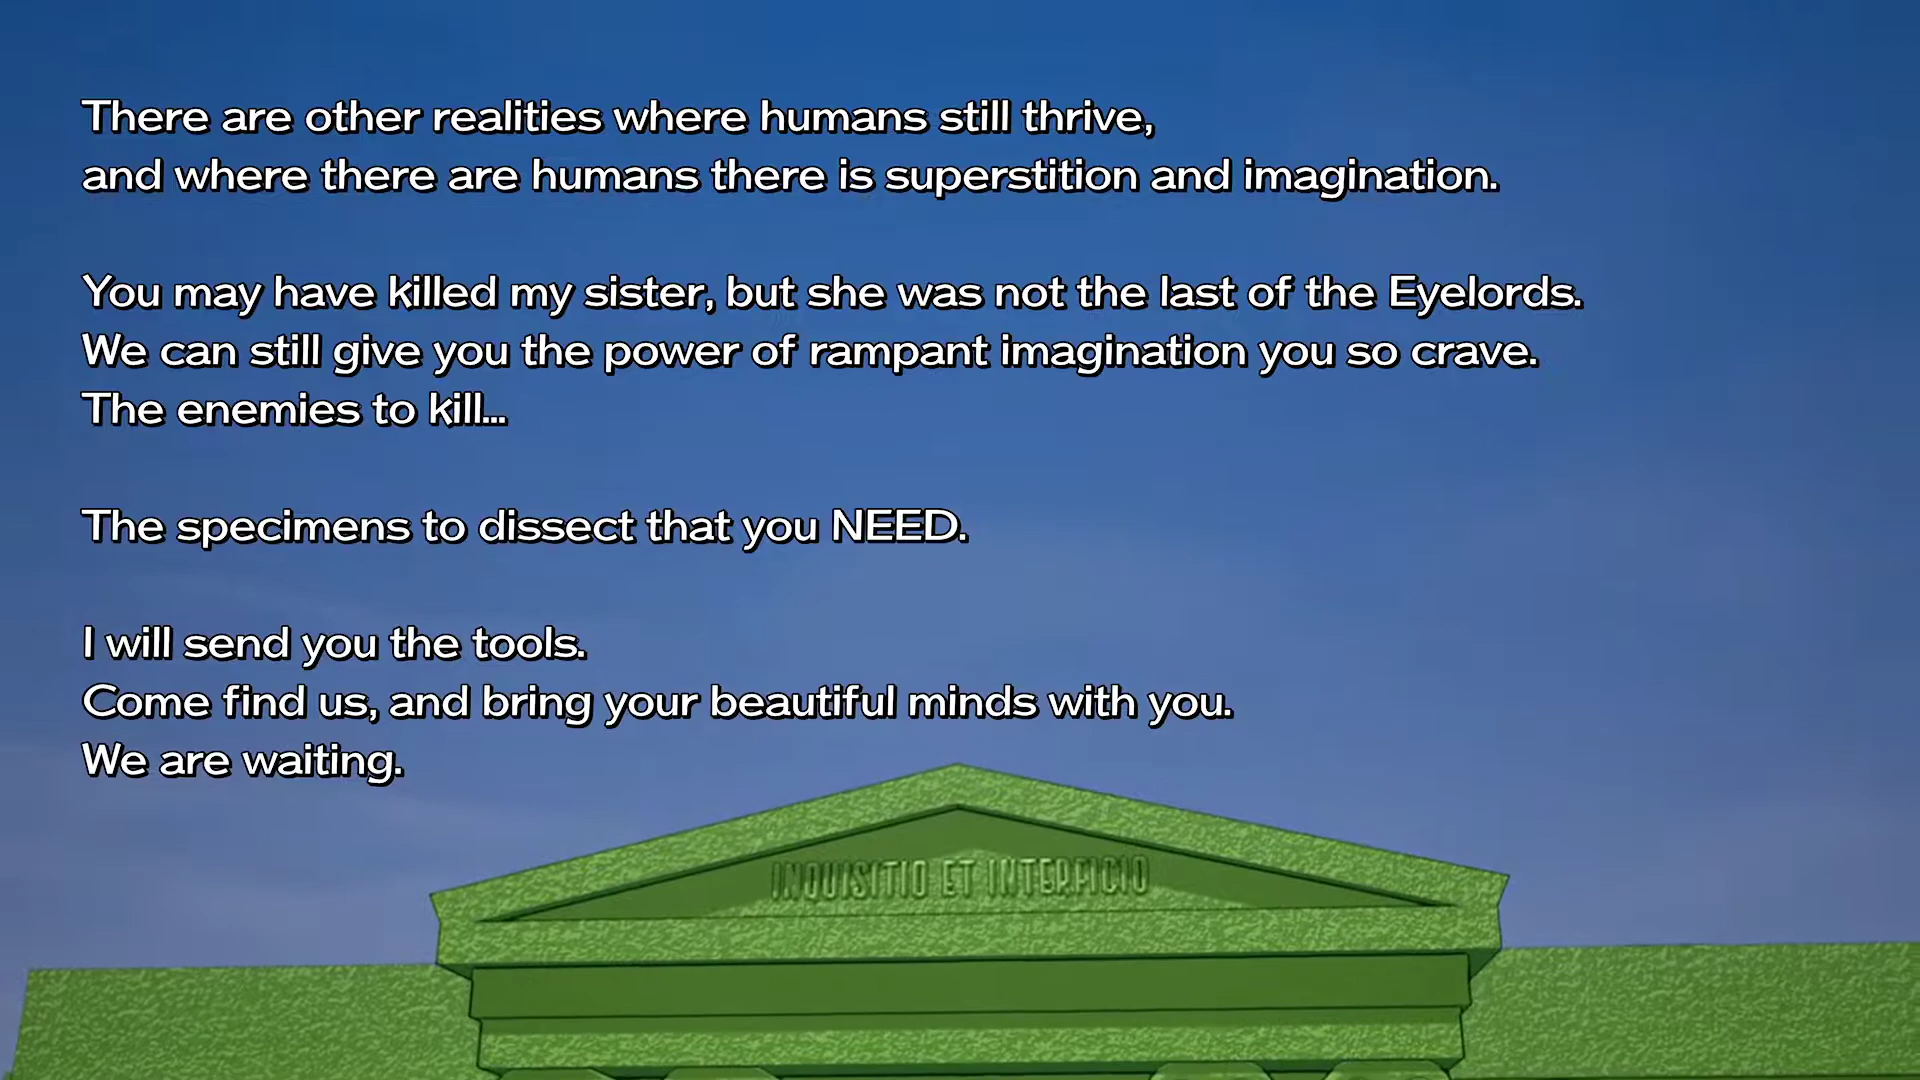 There are other realities where humans still thrive,
and where there are humans there is superstition and imagination.
You may have killed my sister, but she was not the last of the Eyelords.
We can still give you the power of rampant imagination you so crave.
The enemies to kill...
The specimens to dissect that you NEED.
I will send you the tools.
Come find us, and bring your beautiful minds with you.
We are waiting.
INQUISITIO ET INTERFICIO